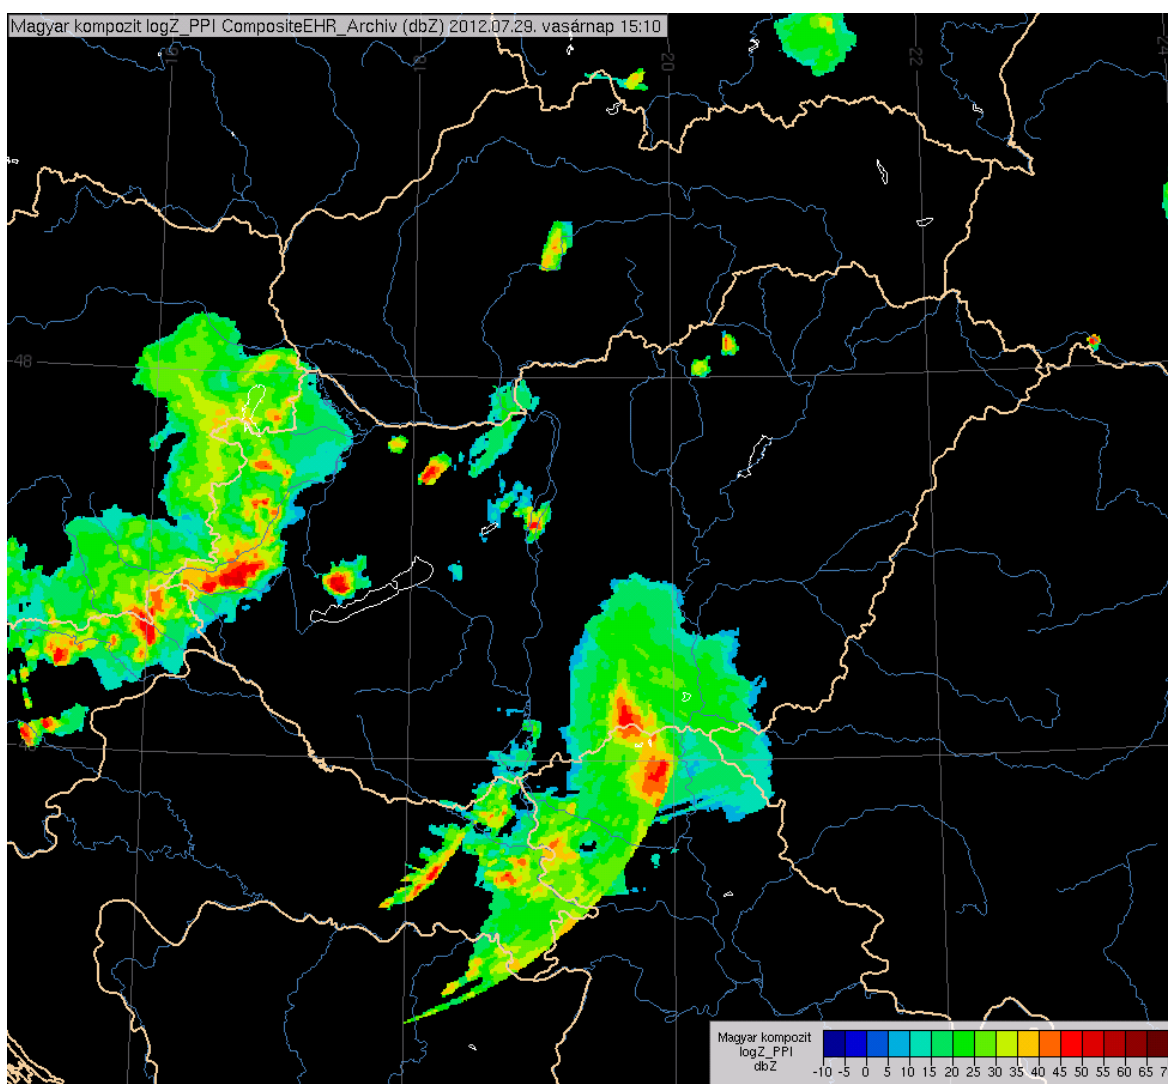 Magyar kompozit logZ_PPI CompositeEHR_Archiv (dbZ) 2012.07.29. vasárnap 15:10
16
18
20
22
24
48
46
Magyar kompozit
logZ_PPI
dbZ
-10 -5 0 5 10 15 20 25 30 35 40 45 50 55 60 65 7